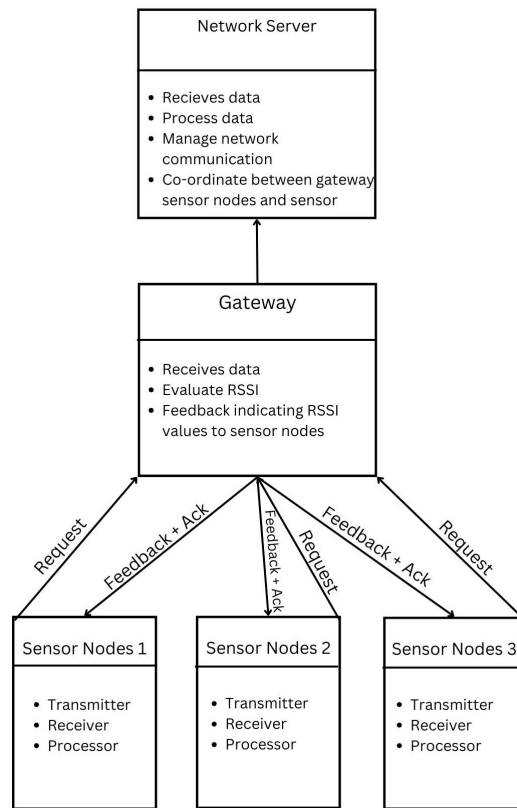 Network Server
• Recieves data
• Process data
• Manage network
communication
• Co-ordinate between gateway
sensor nodes and sensor
Gateway
• Receives data
• Evaluate RSSI
• Feedback indicating RSSI
values to sensor nodes
Request
Feedback + Ack
Feedback + Ack
Request
Feedback + Ack
Request
Sensor Nodes 1
• Transmitter
• Receiver
• Processor
Sensor Nodes 2
• Transmitter
• Receiver
• Processor
Sensor Nodes 3
• Transmitter
• Receiver
• Processor